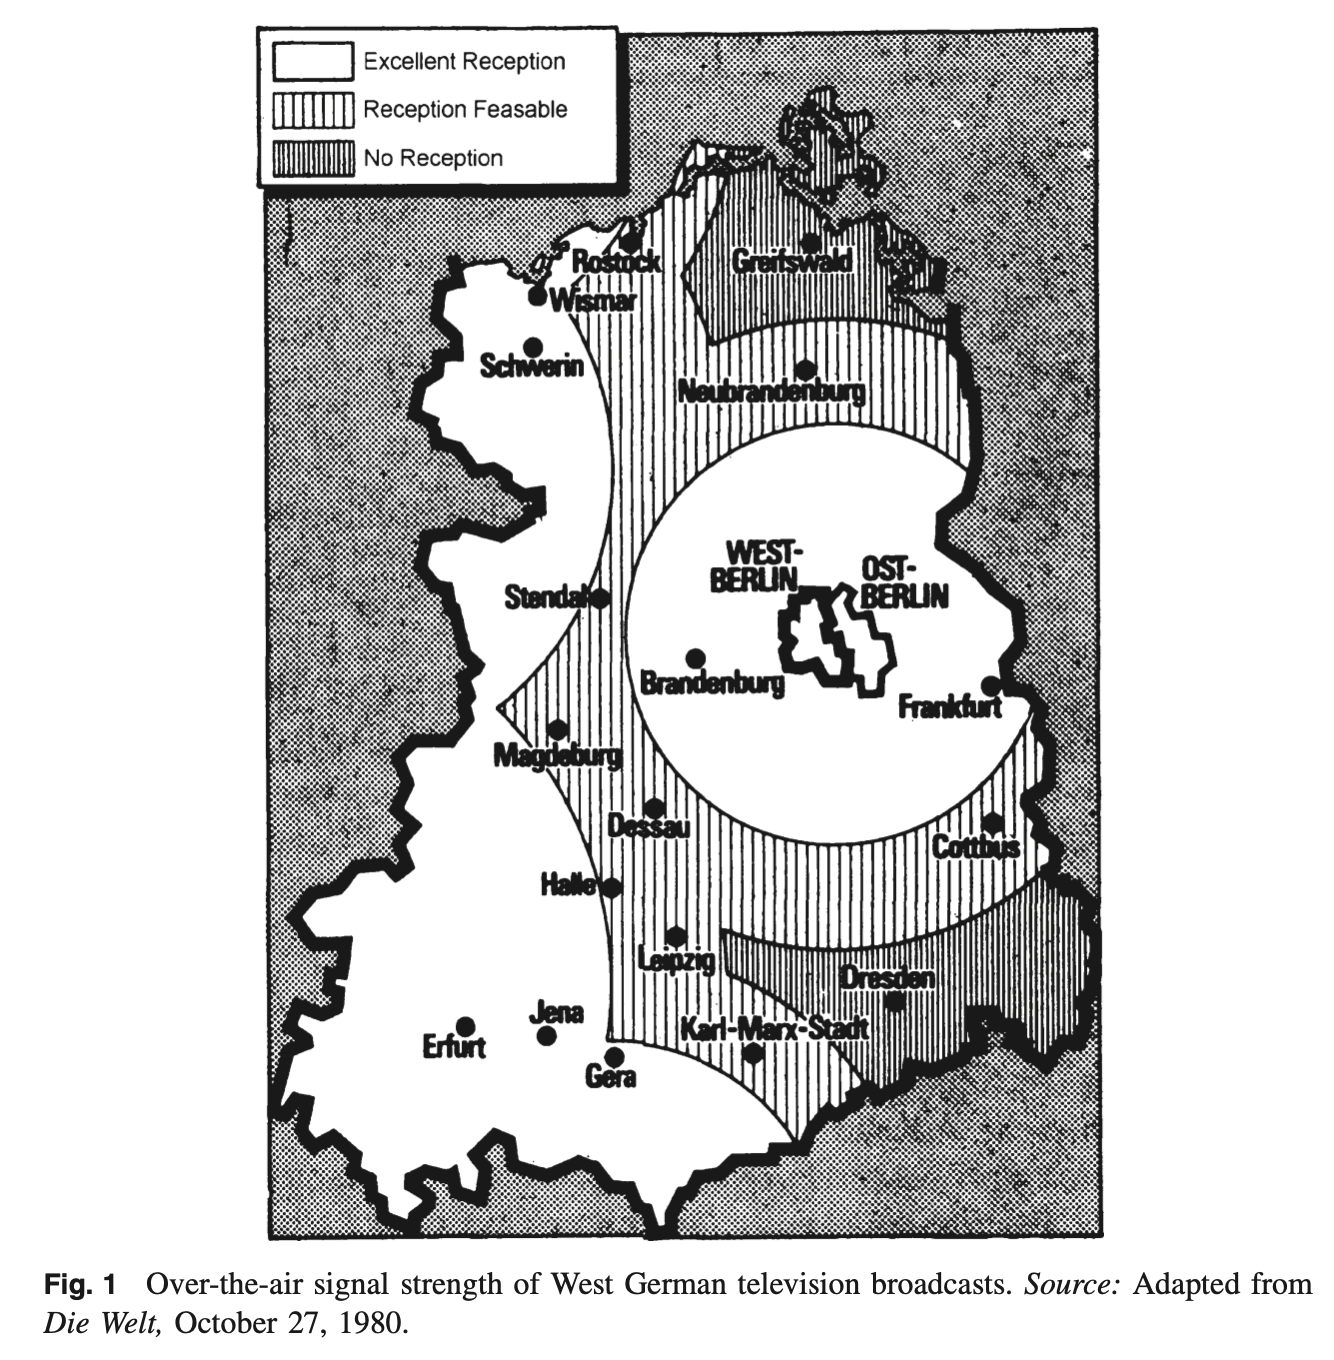 Excellent Reception
Reception Feasable
No Reception
Rostock
Greifswald
Wismar
Schwerin
Neubrandenburg
WEST-
BERLIN
OST-
BERLIN
Stendal
Brandenburg
Frankfurt
Magdeburg
Dessau
Cottbus
Halle
Leipzig
Dresden
Jena
Karl-Marx-Stadt
Erfurt
Gera
Fig. 1 Over-the-air signal strength of West German television broadcasts. Source: Adapted from
Die Welt, October 27, 1980.